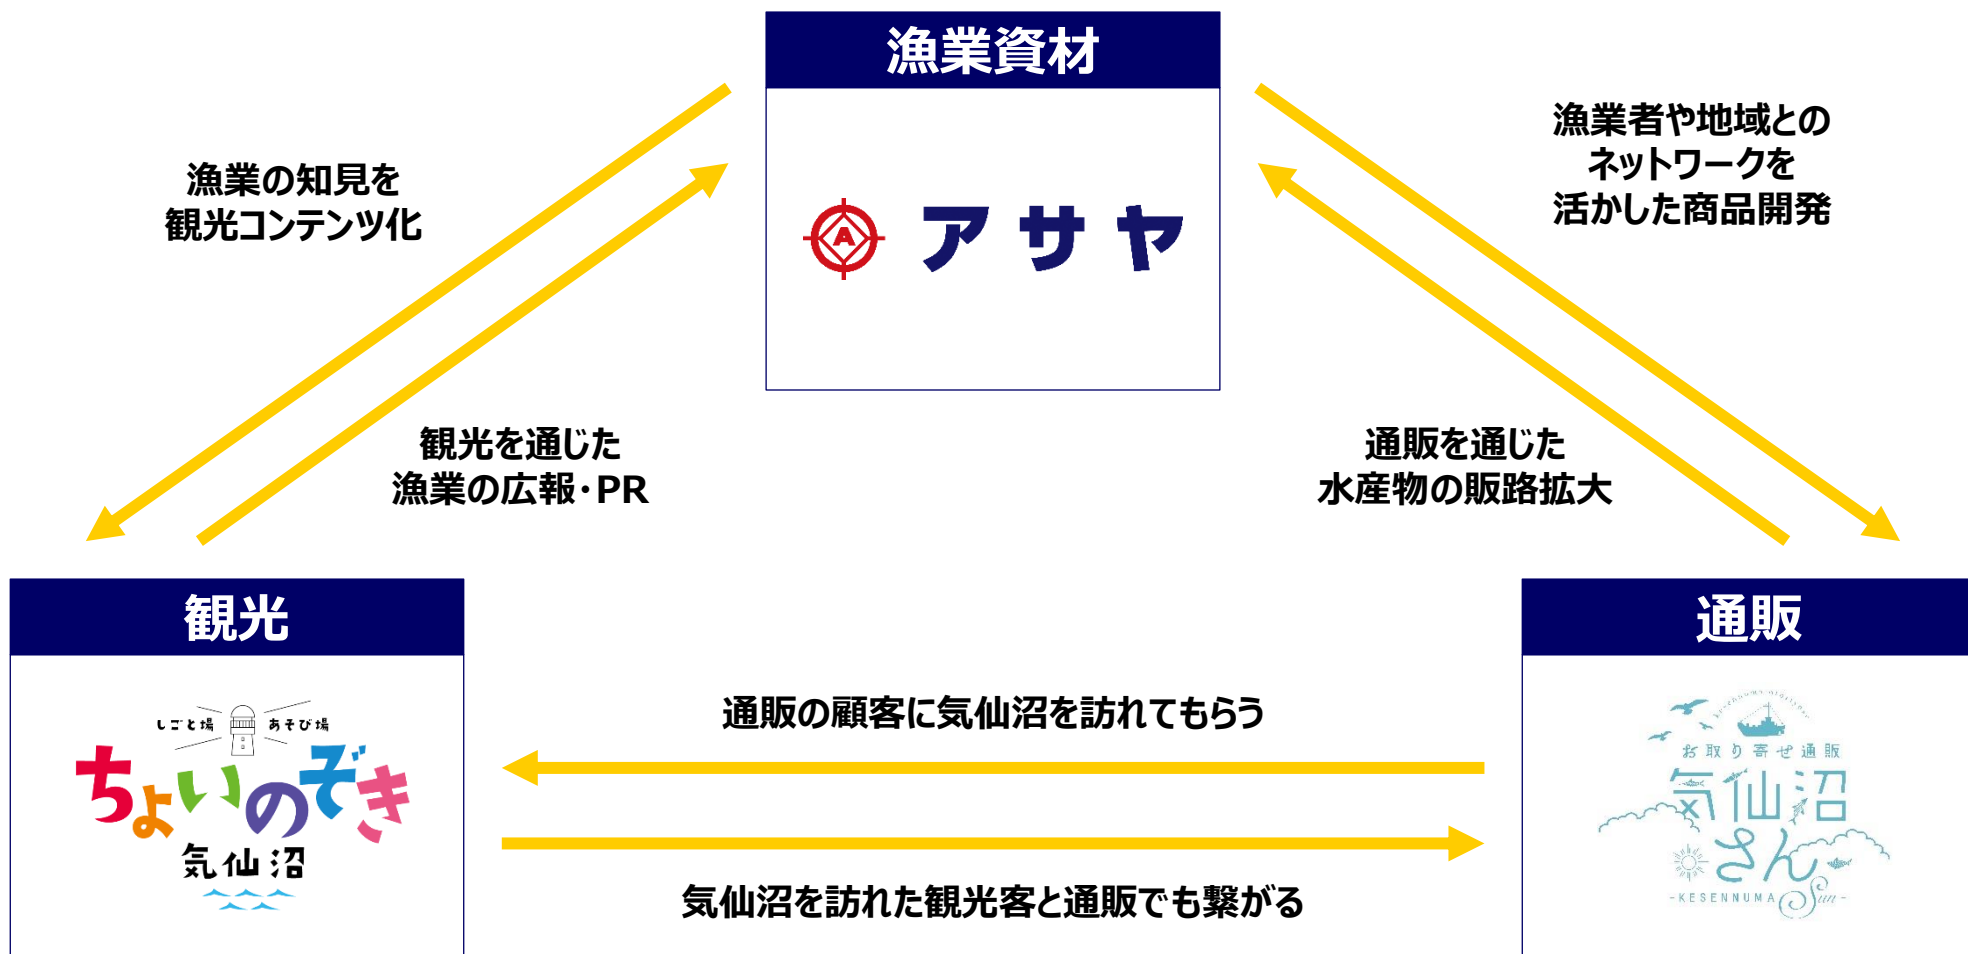 漁業資材
漁業の知見を
観光コンテンツ化
漁業者や地域との
ネットワークを
活かした商品開発
A
アサヤ
観光を通じた
漁業の広報・PR
通販を通じた
水産物の販路拡大
観光
しごと場 あそび場
ちょいのぞき
気仙沼
通販の顧客に気仙沼を訪れてもらう
気仙沼を訪れた観光客と通販でも繋がる
通販
お取り寄せ通販
気仙沼
さん
-KESENNUMA Sun-